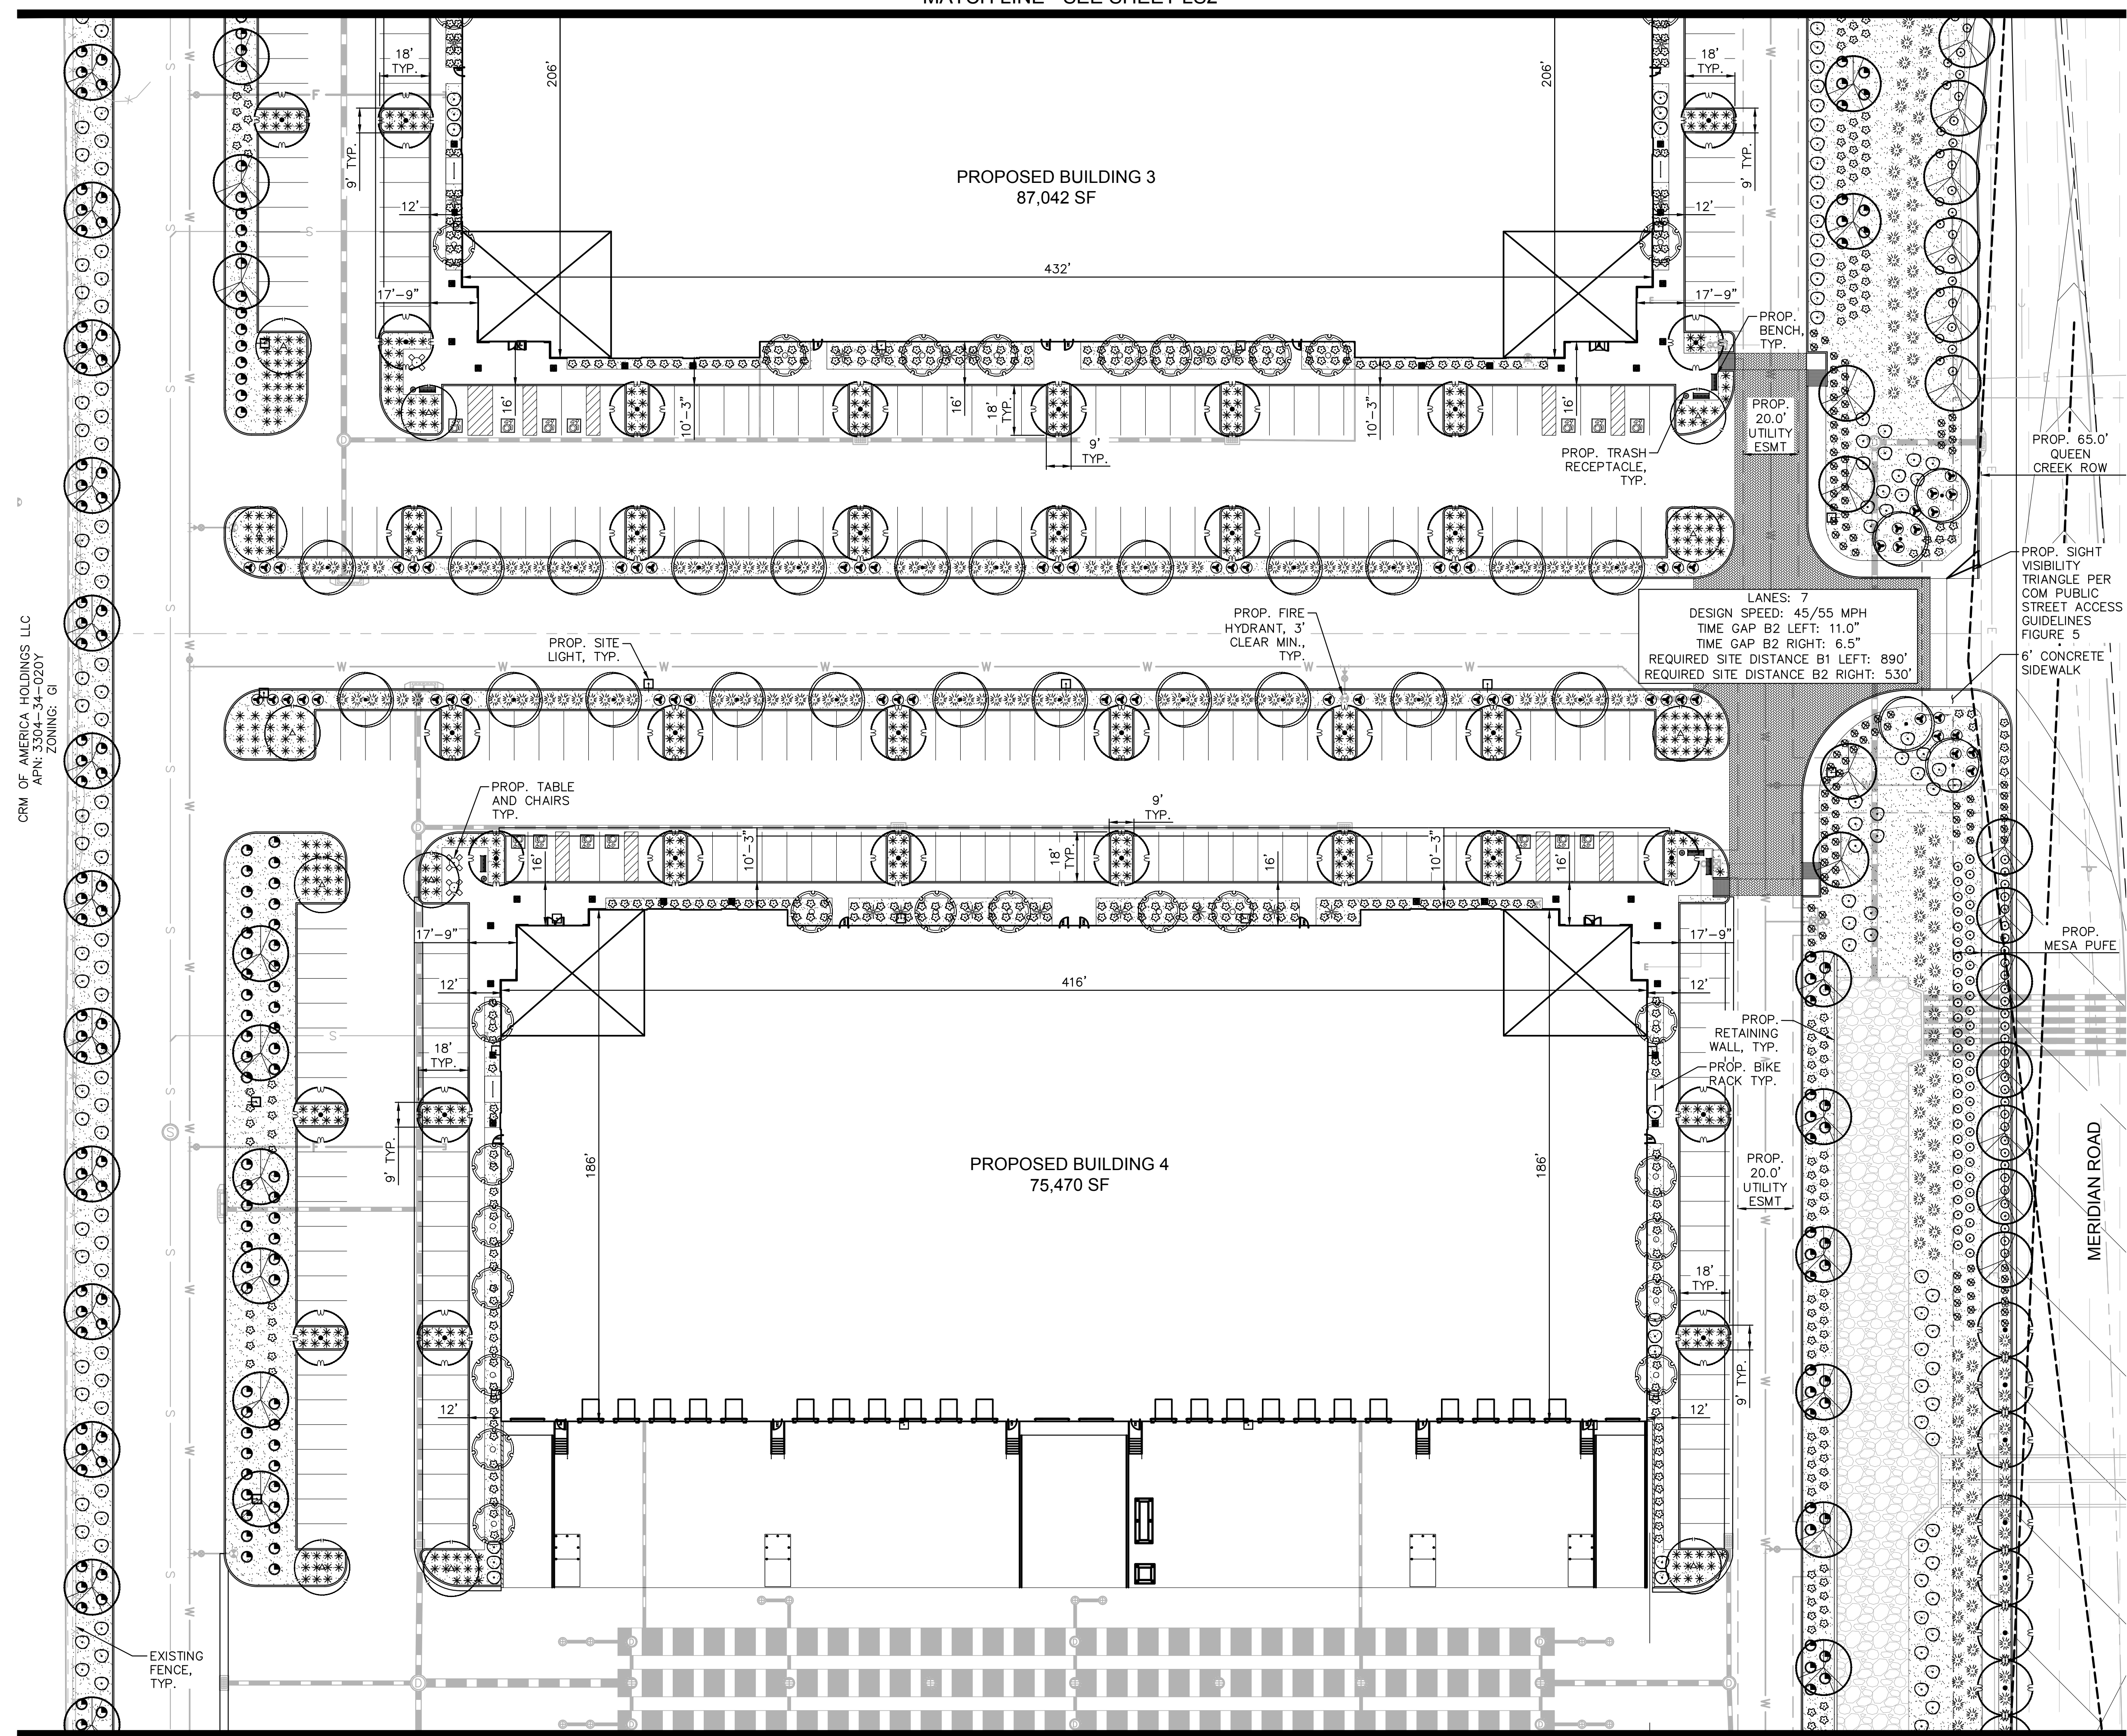 MATCH LINE - SEE SHEET LS2
18'
TYP.
206'
206'
18'
TYP.
9' TYP.
9' TYP.
PROPOSED BUILDING 3
87,042 SF
12'
12'
432'
17'-9"
17'-9"
PROP.
BENCH,
TYP.
16'
10'-3"
16'
18'
TYP.
9'
TYP.
10'-3"
16'
PROP. TRASH
RECEPTACLE,
TYP.
PROP.
20.0'
UTILITY
ESMT
PROP. 65.0'
QUEEN
CREEK ROW
PROP. SIGHT
VISIBILITY
TRIANGLE PER
COM PUBLIC
STREET ACCESS
GUIDELINES
FIGURE 5
6' CONCRETE
SIDEWALK
LANES: 7
DESIGN SPEED: 45/55 MPH
TIME GAP B2 LEFT: 11.0"
TIME GAP B2 RIGHT: 6.5"
REQUIRED SITE DISTANCE B1 LEFT: 890'
REQUIRED SITE DISTANCE B2 RIGHT: 530'
PROP. FIRE
HYDRANT, 3'
CLEAR MIN.,
TYP.
PROP. SITE
LIGHT, TYP.
CRM OF AMERICA HOLDINGS LLC
APN: 3304-34-020Y
ZONING: GI
PROP. TABLE
AND CHAIRS
TYP.
9'
TYP.
16'
10'-3"
18'
TYP.
16'
10'-3"
16'
17'-9"
17'-9"
12'
416'
12'
PROP.
MESA PUFE
PROP.
RETAINING
WALL, TYP.
PROP. BIKE
RACK TYP.
18'
TYP.
9' TYP.
186'
PROPOSED BUILDING 4
75,470 SF
186'
PROP.
20.0'
UTILITY
ESMT
MERIDIAN ROAD
18'
TYP.
9' TYP.
12'
12'
EXISTING
FENCE,
TYP.